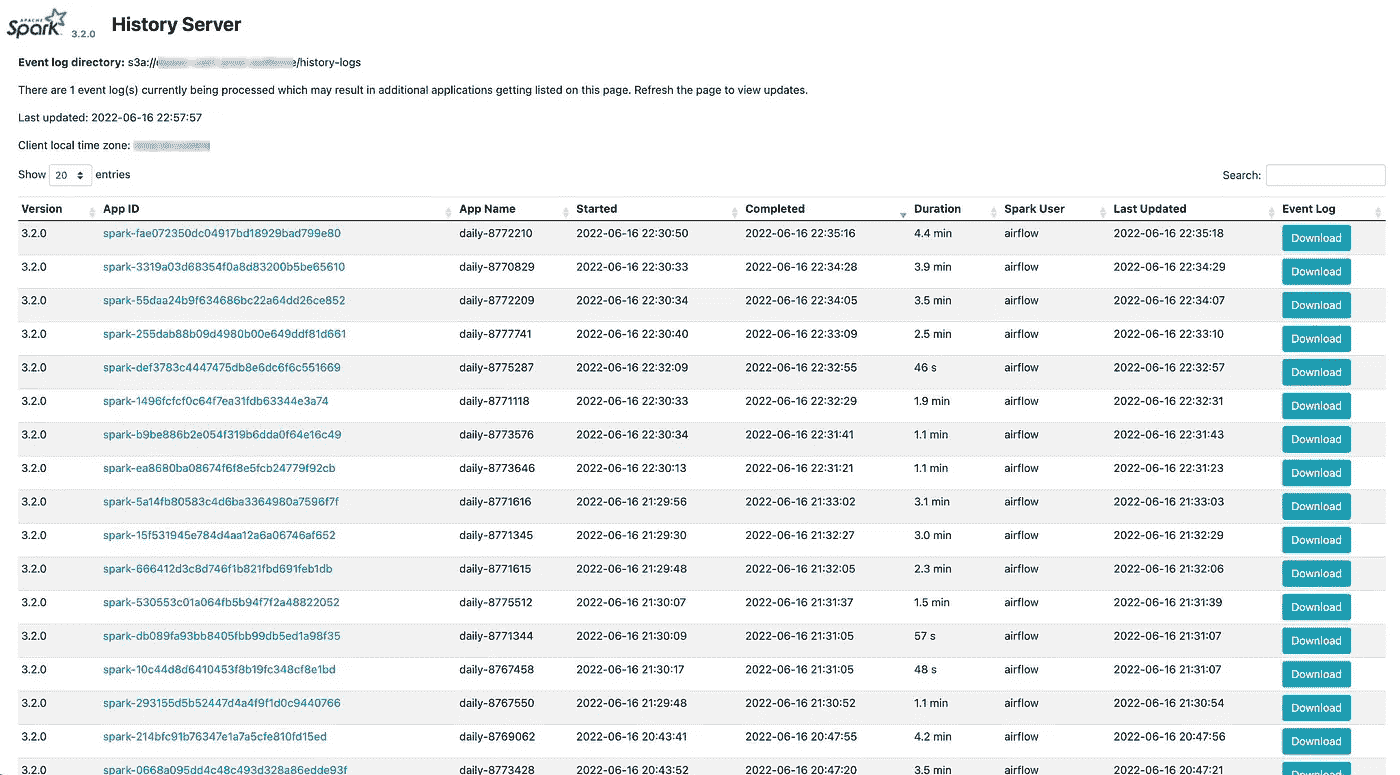 APACHE
Spark 3.2.0 History Server
Event log directory: s3a:// e/history-logs
There are 1 event log(s) currently being processed which may result in additional applications getting listed on this page. Refresh the page to view updates.
Last updated: 2022-06-16 22:57:57
Client local time zone:
Show 20 entries Search:
Version App ID App Name Started Completed Duration Spark User Last Updated Event Log
3.2.0 spark-fae072350dc04917bd18929bad799e80 daily-8772210 2022-06-16 22:30:50 2022-06-16 22:35:16 4.4 min airflow 2022-06-16 22:35:18 Download
3.2.0 spark-3319a03d68354f0a8d83200b5be65610 daily-8770829 2022-06-16 22:30:33 2022-06-16 22:34:28 3.9 min airflow 2022-06-16 22:34:29 Download
3.2.0 spark-55daa24b9f634686bc22a64dd26ce852 daily-8772209 2022-06-16 22:30:34 2022-06-16 22:34:05 3.5 min airflow 2022-06-16 22:34:07 Download
3.2.0 spark-255dab88b09d4980b00e649ddf81d661 daily-8777741 2022-06-16 22:30:40 2022-06-16 22:33:09 2.5 min airflow 2022-06-16 22:33:10 Download
3.2.0 spark-def3783c4447475db8e6dc6f6c551669 daily-8775287 2022-06-16 22:32:09 2022-06-16 22:32:55 46 s airflow 2022-06-16 22:32:57 Download
3.2.0 spark-1496fcfcf0c64f7ea31fdb63344e3a74 daily-8771118 2022-06-16 22:30:33 2022-06-16 22:32:29 1.9 min airflow 2022-06-16 22:32:31 Download
3.2.0 spark-b9be886b2e054f319b6dda0f64e16c49 daily-8773576 2022-06-16 22:30:34 2022-06-16 22:31:41 1.1 min airflow 2022-06-16 22:31:43 Download
3.2.0 spark-ea8680ba08674f6f8e5fcb24779f92cb daily-8773646 2022-06-16 22:30:13 2022-06-16 22:31:21 1.1 min airflow 2022-06-16 22:31:23 Download
3.2.0 spark-5a14fb80583c4d6ba3364980a7596f7f daily-8771616 2022-06-16 21:29:56 2022-06-16 21:33:02 3.1 min airflow 2022-06-16 21:33:03 Download
3.2.0 spark-15f531945e784d4aa12a6a06746af652 daily-8771345 2022-06-16 21:29:30 2022-06-16 21:32:27 3.0 min airflow 2022-06-16 21:32:29 Download
3.2.0 spark-666412d3c8d746f1b821fbd691feb1db daily-8771615 2022-06-16 21:29:48 2022-06-16 21:32:05 2.3 min airflow 2022-06-16 21:32:06 Download
3.2.0 spark-530553c01a064fb5b94f7f2a48822052 daily-8775512 2022-06-16 21:30:07 2022-06-16 21:31:37 1.5 min airflow 2022-06-16 21:31:39 Download
3.2.0 spark-db089fa93bb8405fbb99db5ed1a98f35 daily-8771344 2022-06-16 21:30:09 2022-06-16 21:31:05 57 s airflow 2022-06-16 21:31:07 Download
3.2.0 spark-10c44d8d6410453f8b19fc348cf8e1bd daily-8767458 2022-06-16 21:30:17 2022-06-16 21:31:05 48 s airflow 2022-06-16 21:31:07 Download
3.2.0 spark-293155d5b52447d4a4f9f1d0c9440766 daily-8767550 2022-06-16 21:29:48 2022-06-16 21:30:52 1.1 min airflow 2022-06-16 21:30:54 Download
3.2.0 spark-214bfc91b76347e1a7a5cfe810fd15ed daily-8769062 2022-06-16 20:43:41 2022-06-16 20:47:55 4.2 min airflow 2022-06-16 20:47:56 Download
3.2.0 spark-0668a095dd4c48c493d328a86edde93f daily-8773428 2022-06-16 20:43:52 2022-06-16 20:47:20 3.5 min airflow 2022-06-16 20:47:21 Download